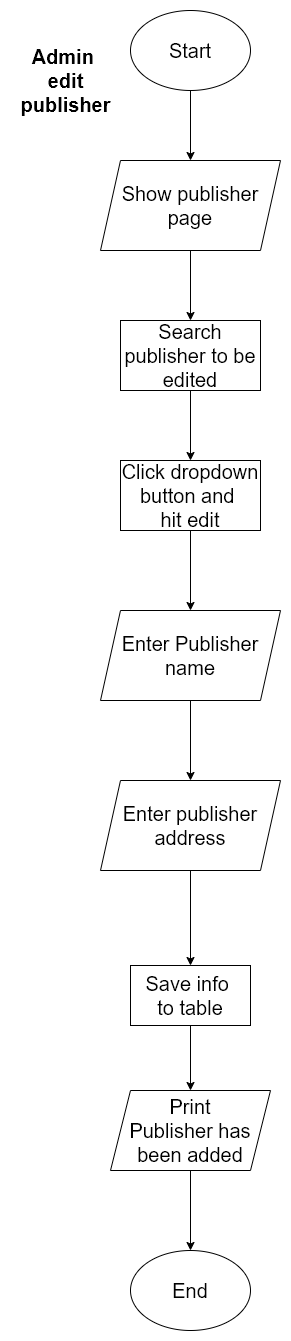 Admin
edit
publisher
Start
Show publisher
page
Search
publisher to be
edited
Click dropdown
button and
hit edit
Enter Publisher
name
Enter publisher
address
Save info
to table
Print
Publisher has
been added
End